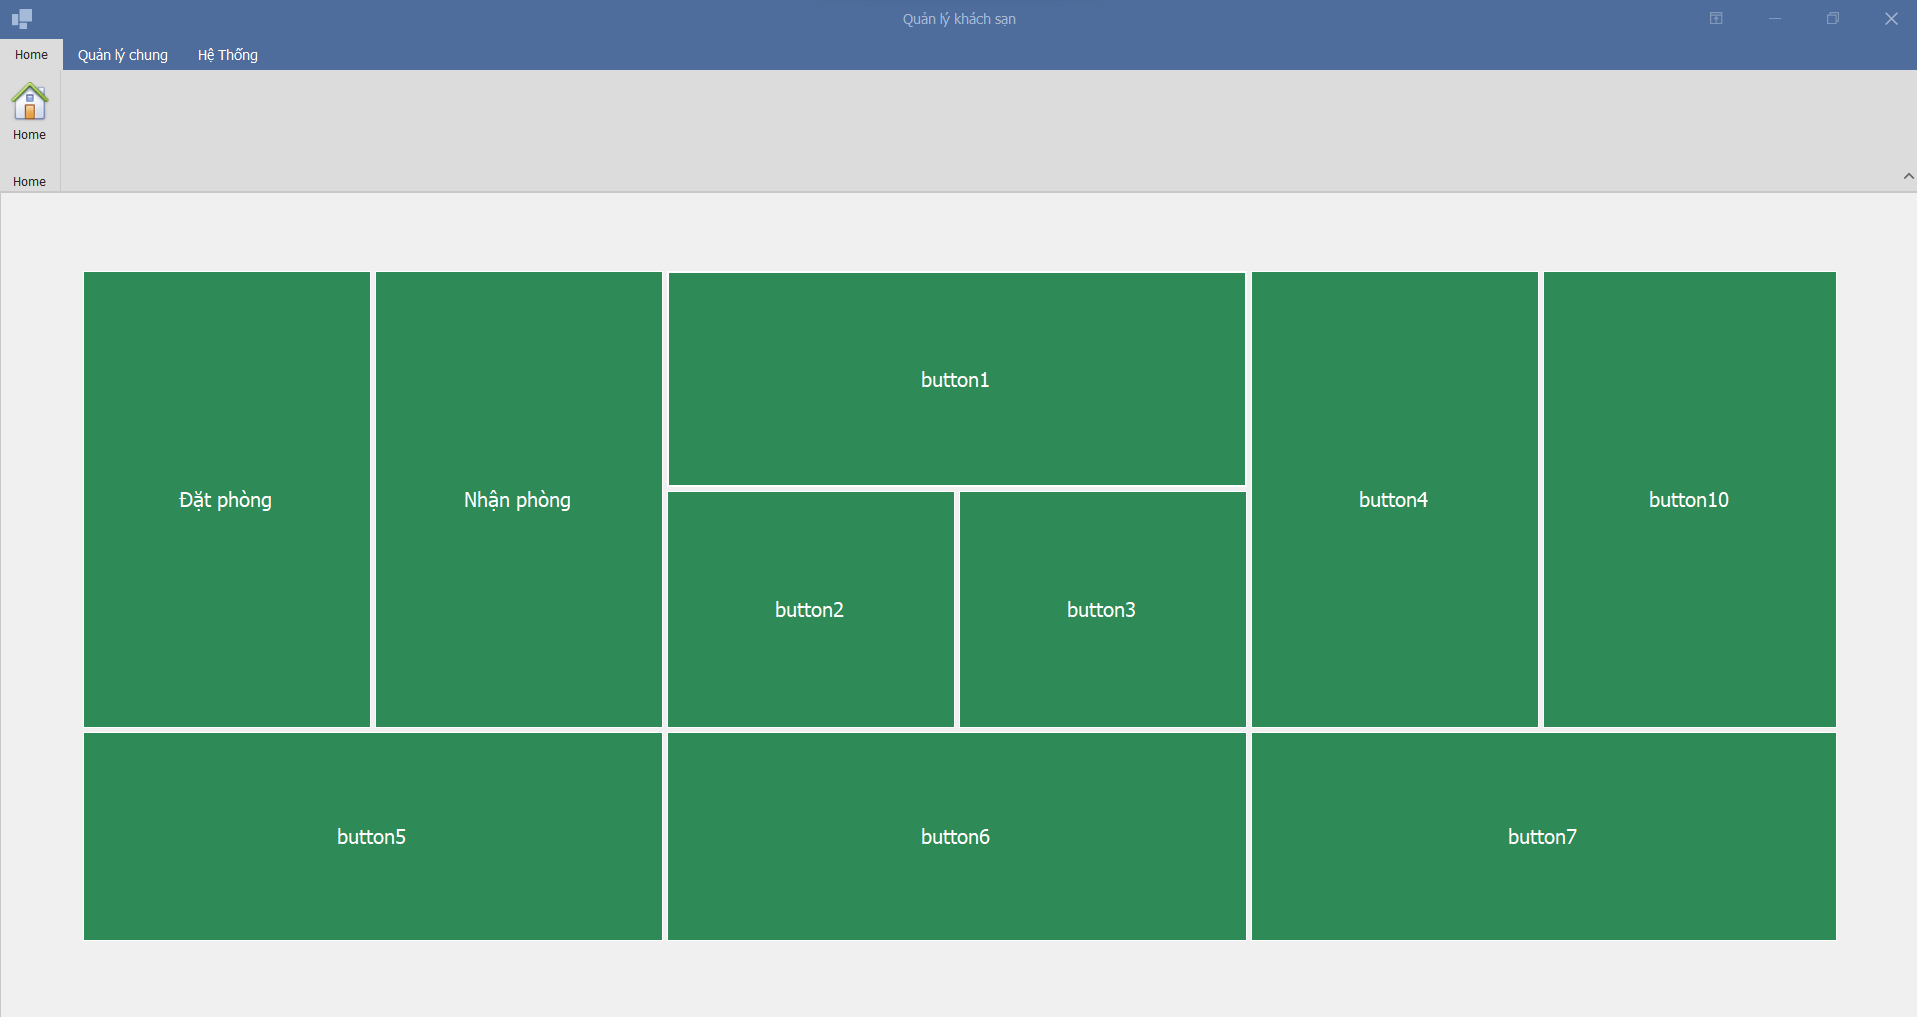 Quản lý khách sạn
Home
Quản lý chung
Hệ Thống
Home
Home
button1
Đặt phòng
Nhận phòng
button4
button10
button2
button3
button5
button6
button7